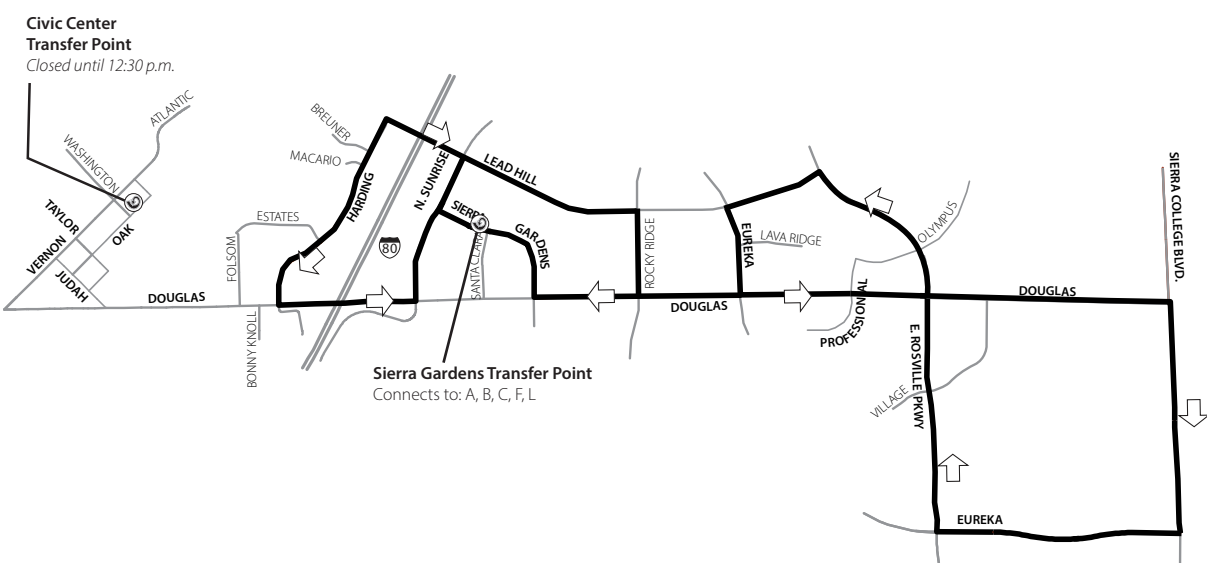 Civic Center
Transfer Point
Closed until 12:30 p.m.
ATLANTIC
WASHINGTON
TAYLOR
VERNON
OAK
JUDAH
DOUGLAS
FOLSOM
ESTATES
BONNY KNOLL
BREUNER
MACARIO
HARDING
N. SUNRISE
80
LEAD HILL
SIERRA
GARDENS
SANTA CLARA
Sierra Gardens Transfer Point
Connects to: A, B, C, F, L
ROCKY RIDGE
DOUGLAS
EUREKA
LAVA RIDGE
OLYMPUS
PROFESSIONAL
E. ROSVILLE PKWY
VILLAGE
DOUGLAS
SIERRA COLLEGE BLVD.
EUREKA